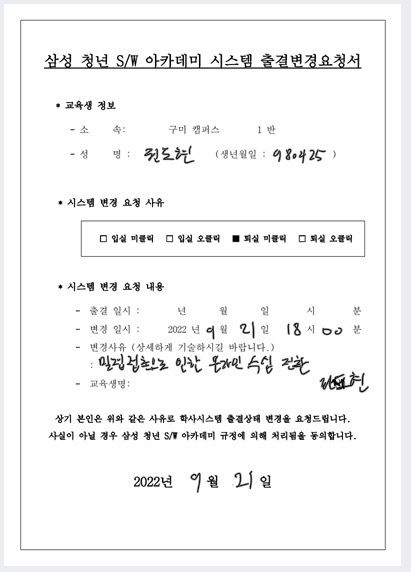 삼성 청년 S/W 아카데미 시스템 출결변경요청서
* 교육생 정보
- 소 속: 구미 캠퍼스 1 반
- 성 명 : 전도현 (생년월일 : 980425 )
* 시스템 변경 요청 사유
□ 입실 미클릭 □ 입실 오클릭 ■ 퇴실 미클릭 □ 퇴실 오클릭
* 시스템 변경 요청 내용
- 출결 일시 : 년 월 일 시 분
- 변경 일시 : 2022 년 9 월 21 일 18 시 00 분
- 변경사유 (상세하게 기술하시길 바랍니다.)
: 밀접접촉으로 인한 온라인 수업 전환
- 교육생명:
상기 본인은 위와 같은 사유로 학사시스템 출결상태 변경을 요청드립니다.
사실이 아닐 경우 삼성 청년 S/W 아카데미 규정에 의해 처리됨을 동의합니다.
2022년 9 월 21 일